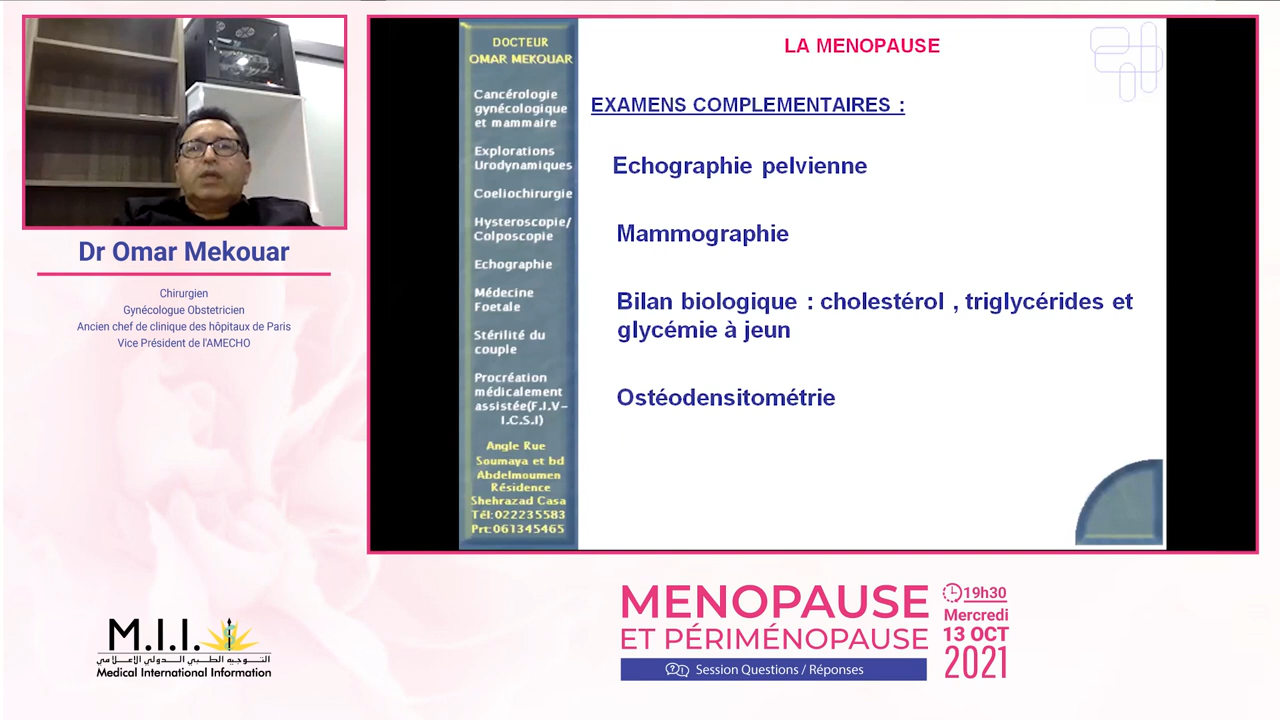 Dr Omar Mekouar
Chirurgien
Gynécologue Obstetricien
Ancien chef de clinique des hôpitaux de Paris
Vice Président de l'AMECHO
DOCTEUR
OMAR MEKOUAR
Cancérologie
gynécologique
et mammaire
Explorations
Urodynamiques
Coeliochirurgie
Hysteroscopie/
Colposcopie
Echographie
Médecine
Foetale
Stérilité du
couple
Procréation
médicalement
assistée(F.I.V-
I.C.S.I)
Angle Rue
Soumaya et bd
Abdelmoumen
Résidence
Shehrazad Casa
Tél:022235583
Prt:061345465
LA MENOPAUSE
EXAMENS COMPLEMENTAIRES :
Echographie pelvienne
Mammographie
Bilan biologique : cholestérol , triglycérides et
glycémie à jeun
Ostéodensitométrie
M.I.I.
التوجيه الطبي الدولي الاعلامي
Medical International Information
MENOPAUSE
ET PÉRIMÉNOPAUSE
Session Questions / Réponses
19h30
Mercredi
13 OCT
2021